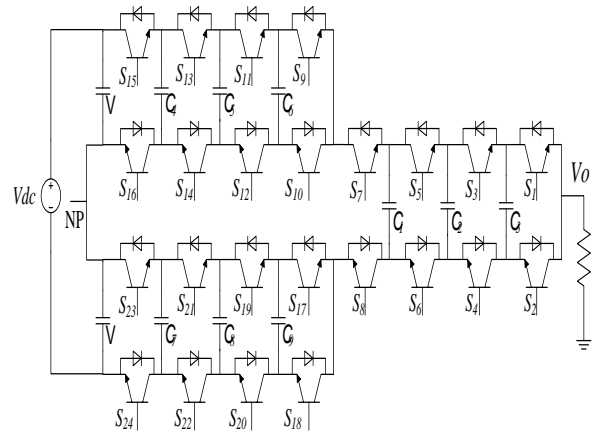 S15 S13 S11 S9
V C4 C5 C6
S16 S14 S12 S10 S7 S5 S3 S1
Vdc + -
NP
Vo
C1 C2 C3
S23 S21 S19 S17 S8 S6 S4 S2
V C7 C8 C9
S24 S22 S20 S18